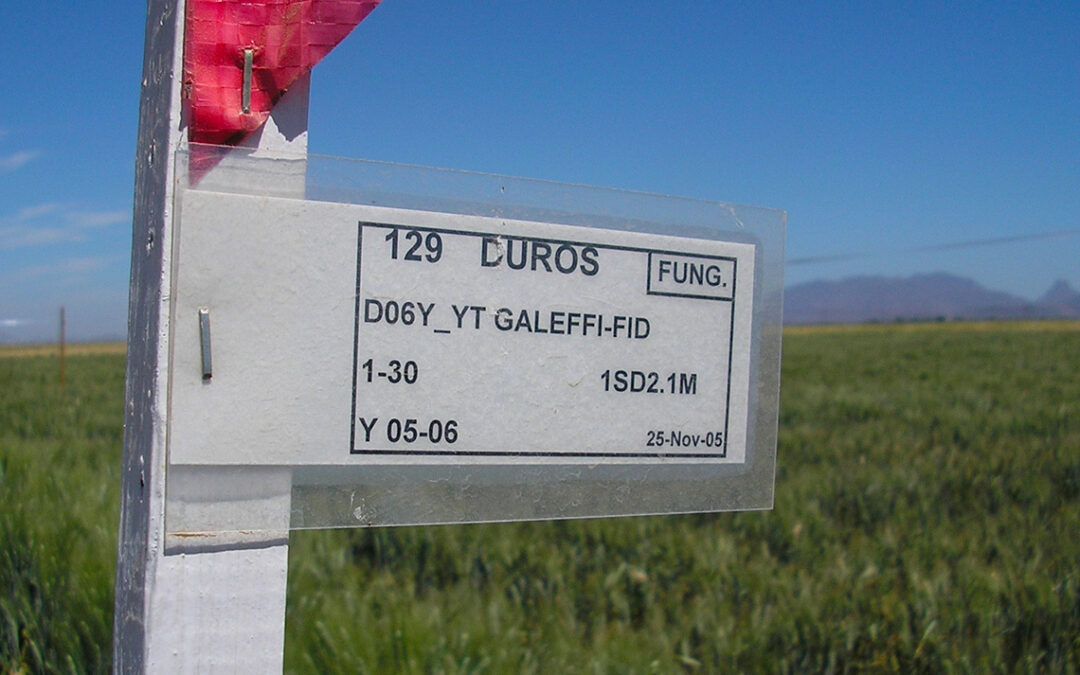 129 DUROS
FUNG.
D06Y_YT GALEFFI-FID
1-30 1SD2.1M
Y 05-06 25-Nov-05